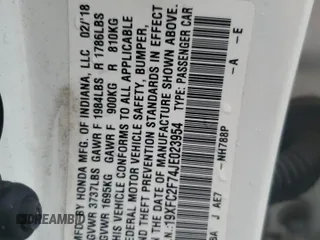 MFD. BY HONDA MFG. OF INDIANA, LLC 02/18
GVWR 3737LBS GAWR F 1984LBS R 1786LBS
GVWR 1695KG GAWR F 900KG R 810KG
THIS VEHICLE CONFORMS TO ALL APPLICABLE
FEDERAL MOTOR VEHICLE SAFETY, BUMPER,
AND THEFT PREVENTION STANDARDS IN EFFECT
ON THE DATE OF MANUFACTURE SHOWN ABOVE.
V.I.N.:19XFC2F74JE023954 TYPE: PASSENGER CAR
NH788P A E
BA J AE7 A